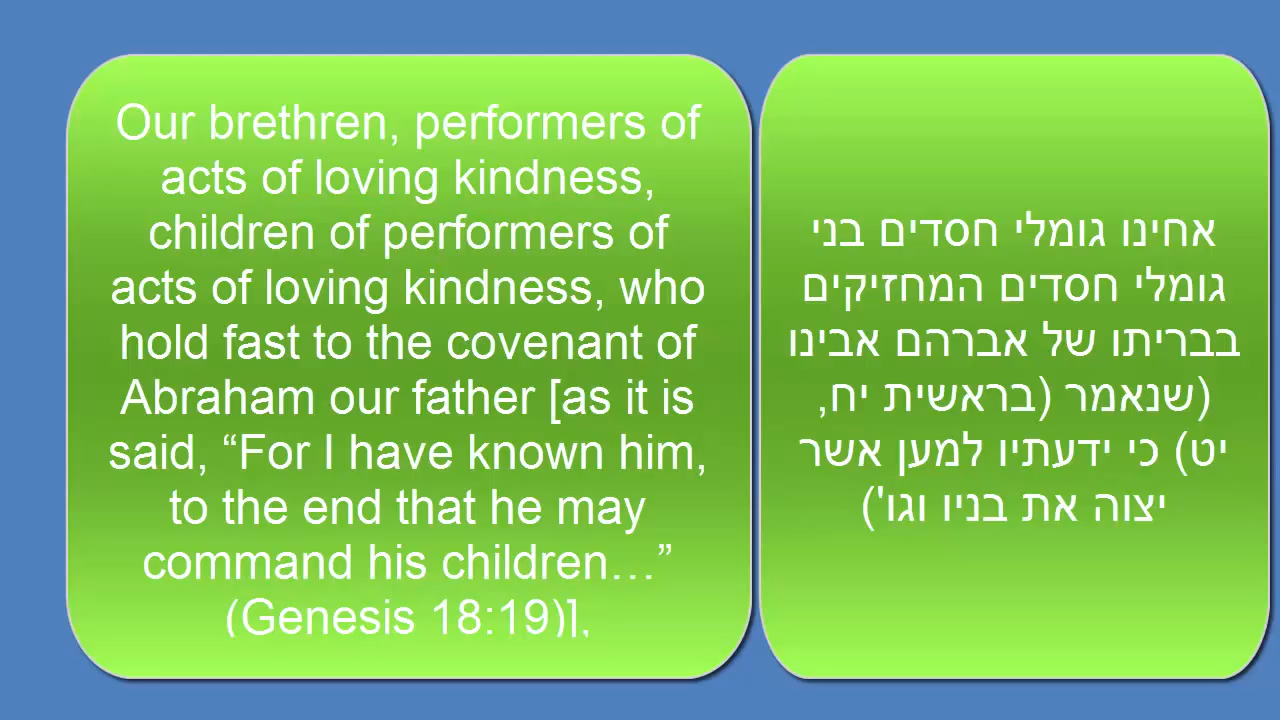 Our brethren, performers of
acts of loving kindness,
children of performers of
acts of loving kindness, who
hold fast to the covenant of
Abraham our father [as it is
said, “For I have known him,
to the end that he may
command his children…”
(Genesis 18:19)],
אחינו גומלי חסדים בני
גומלי חסדים המחזיקים
בבריתו של אברהם אבינו
(שנאמר (בראשית יח,
יט) כי ידעתיו למען אשר
יצוה את בניו וגו')